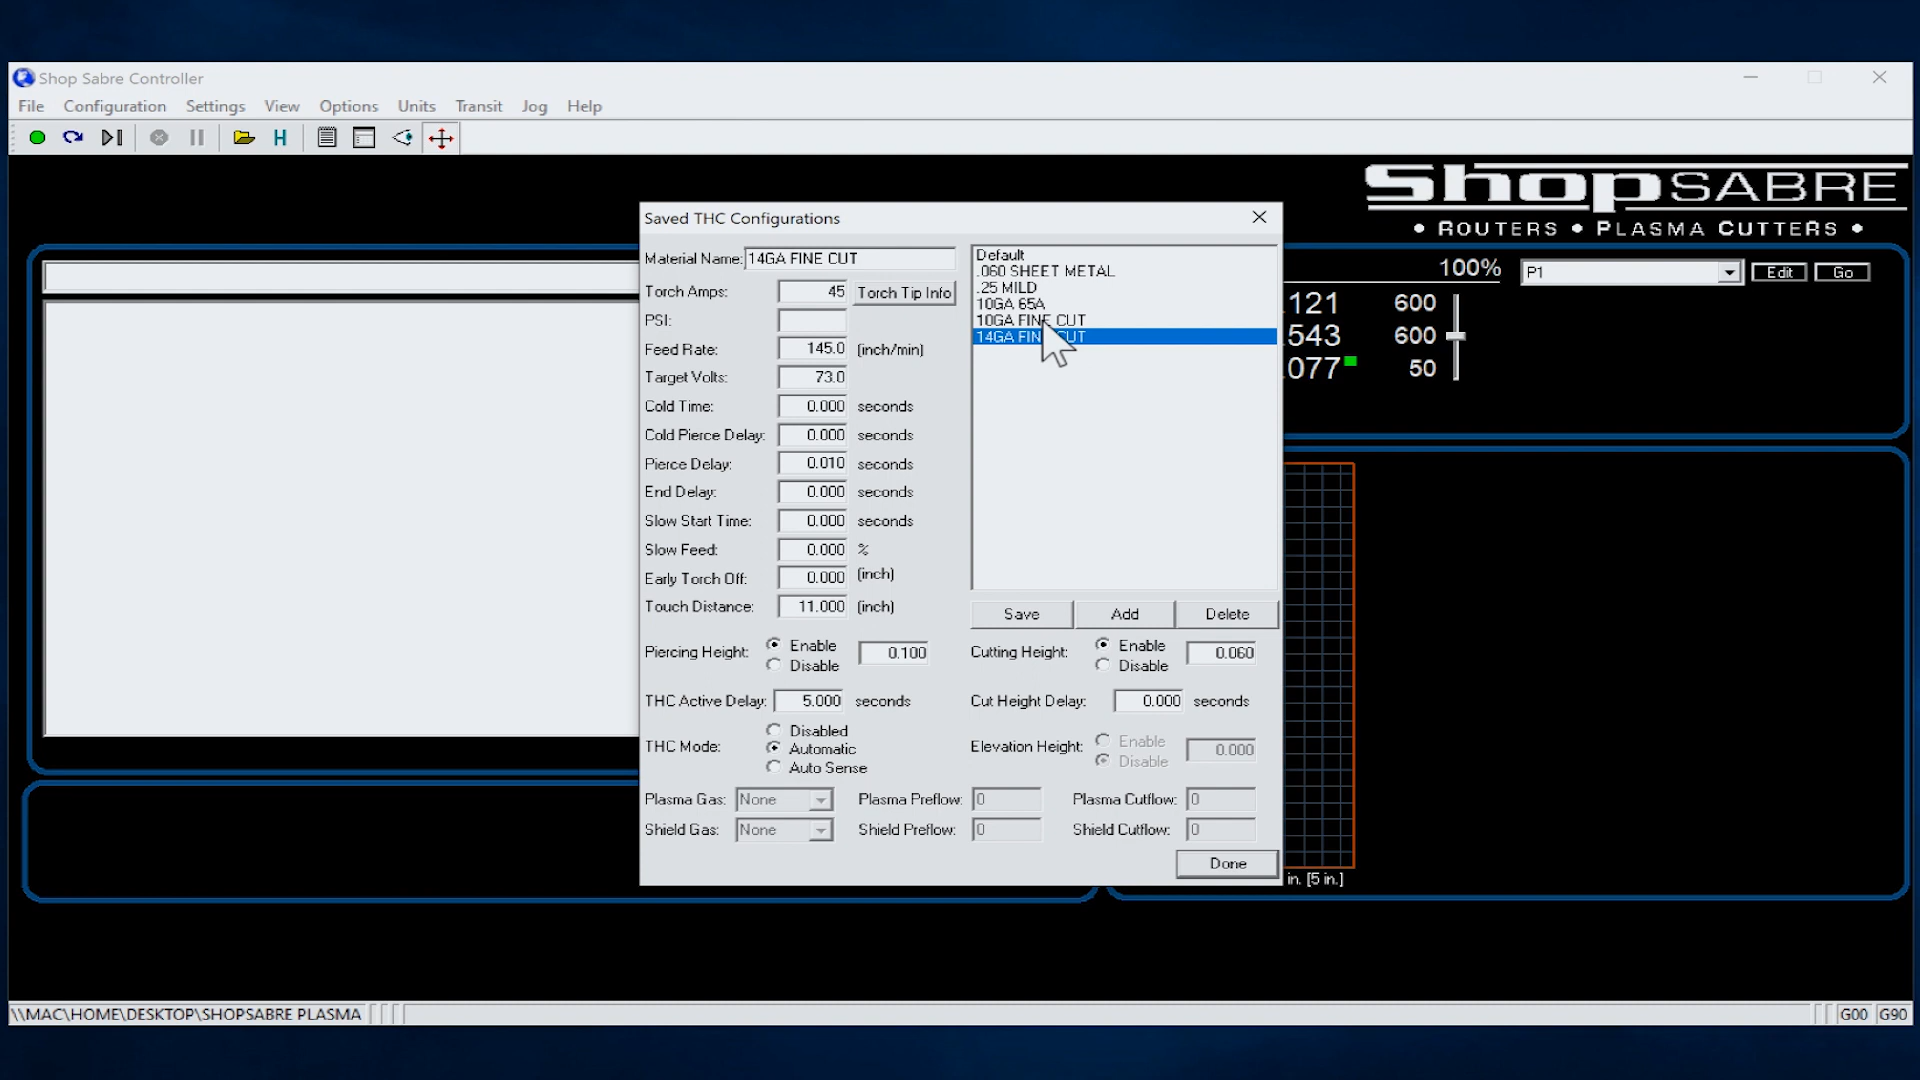 Shop Sabre Controller
File Configuration Settings View Options Units Transit Jog Help
H
ShopSABRE
• ROUTERS • PLASMA CUTTERS •
Saved THC Configurations
Material Name: 14GA FINE CUT
Torch Amps: 45 Torch Tip Info
PSI:
Feed Rate: 145.0 (inch/min)
Target Volts: 73.0
Cold Time: 0.000 seconds
Cold Pierce Delay: 0.000 seconds
Pierce Delay: 0.010 seconds
End Delay: 0.000 seconds
Slow Start Time: 0.000 seconds
Slow Feed: 0.000 %
Early Torch Off: 0.000 (inch)
Touch Distance: 11.000 (inch)
Default
.060 SHEET METAL
.25 MILD
10GA 65A
10GA FINE CUT
14GA FINE CUT
Save Add Delete
Piercing Height: Enable 0.100
Disable
Cutting Height: Enable 0.060
Disable
THC Active Delay: 5.000 seconds
Cut Height Delay: 0.000 seconds
THC Mode: Disabled
Automatic
Auto Sense
Elevation Height: Enable 0.000
Disable
Plasma Gas: None Plasma Preflow: 0 Plasma Cutflow: 0
Shield Gas: None Shield Preflow: 0 Shield Cutflow: 0
Done
100% P1 Edit Go
121 600
543 600
077 50
in. [5 in.]
\\MAC\HOME\DESKTOP\SHOPSABRE PLASMA G00 G90